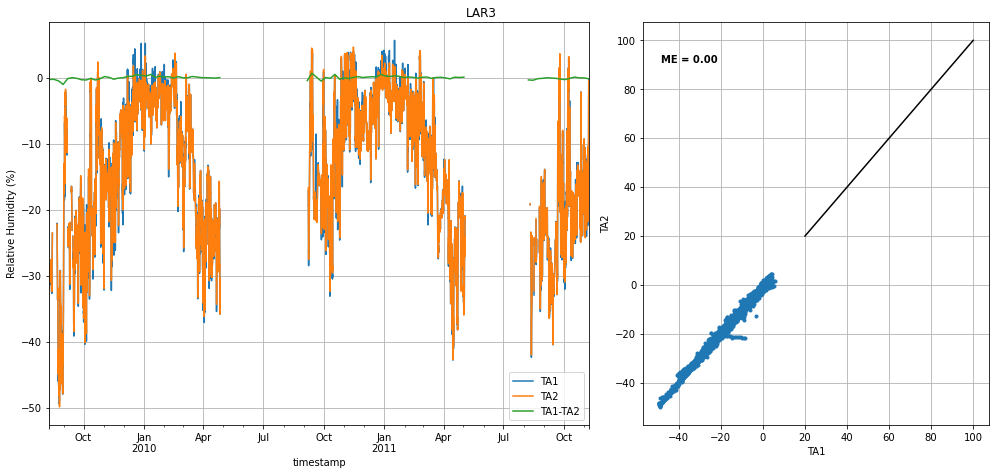 LAR3
Relative Humidity (%)
0
−10
−20
−30
−40
−50
Oct
Jan
2010
Apr
Jul
Oct
Jan
2011
Apr
Jul
Oct
timestamp
TA1
TA2
TA1-TA2
ME = 0.00
TA2
100
80
60
40
20
0
−20
−40
−40
−20
0
20
40
60
80
100
TA1